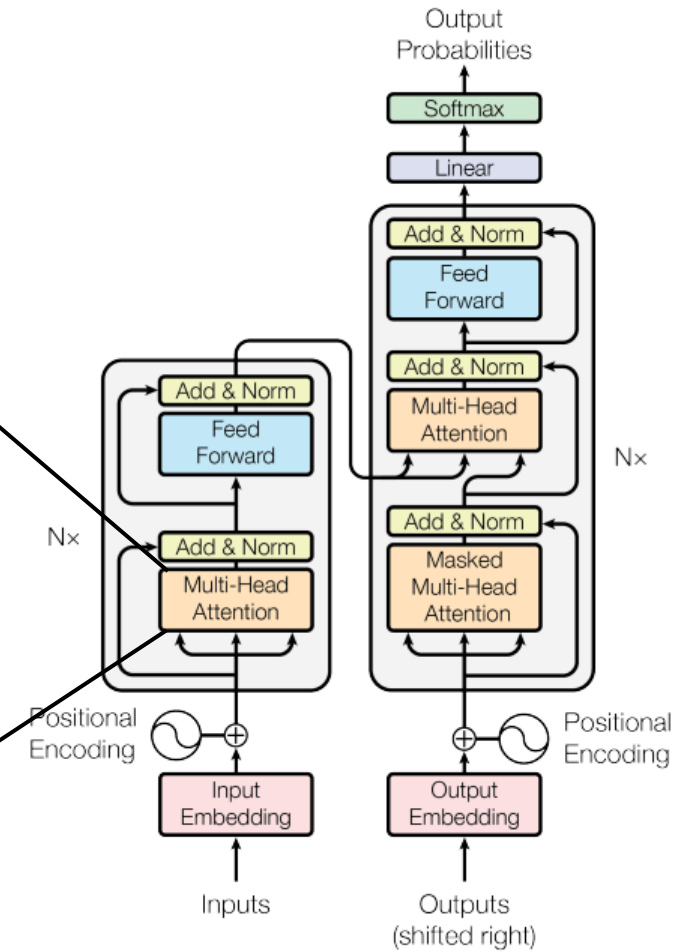 Output
Probabilities
Softmax
Linear
Add & Norm
Feed
Forward
Add & Norm
Multi-Head
Attention
Add & Norm
Masked
Multi-Head
Attention
N×
Add & Norm
Feed
Forward
Add & Norm
Multi-Head
Attention
N×
Positional
Encoding
Positional
Encoding
Input
Embedding
Output
Embedding
Inputs
Outputs
(shifted right)